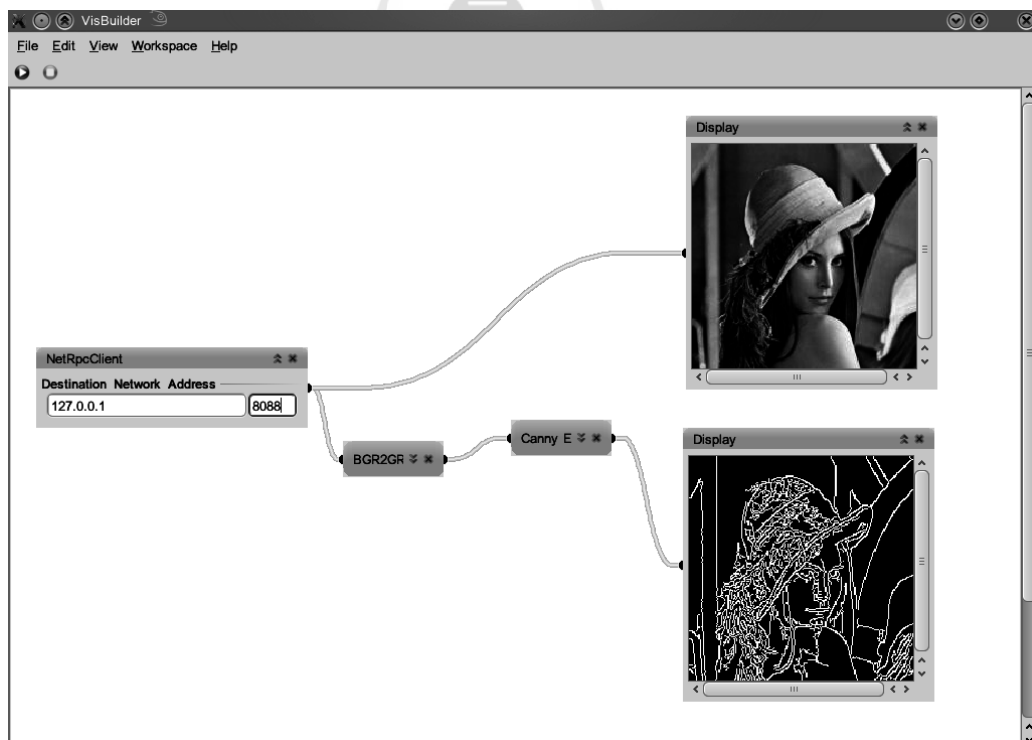 VisBuilder
File Edit View Workspace Help
Display
NetRpcClient
Destination Network Address
127.0.0.1 8088
BGR2GR
Canny E
Display